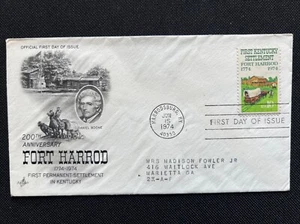 OFFICIAL FIRST DAY OF ISSUE
DANIEL BOONE
200TH
ANNIVERSARY
FORT HARROD
1774-1974
FIRST PERMANENT SETTLEMENT
IN KENTUCKY
HARRODSBURG, KY
JUN
15
1974
40330
FIRST KENTUCKY
SETTLEMENT
FORT HARROD
1774 1974
FIRST DAY OF ISSUE
MRS MADISON FOHLER JR
416 WHITLOCK AVE
MARIETTA GA